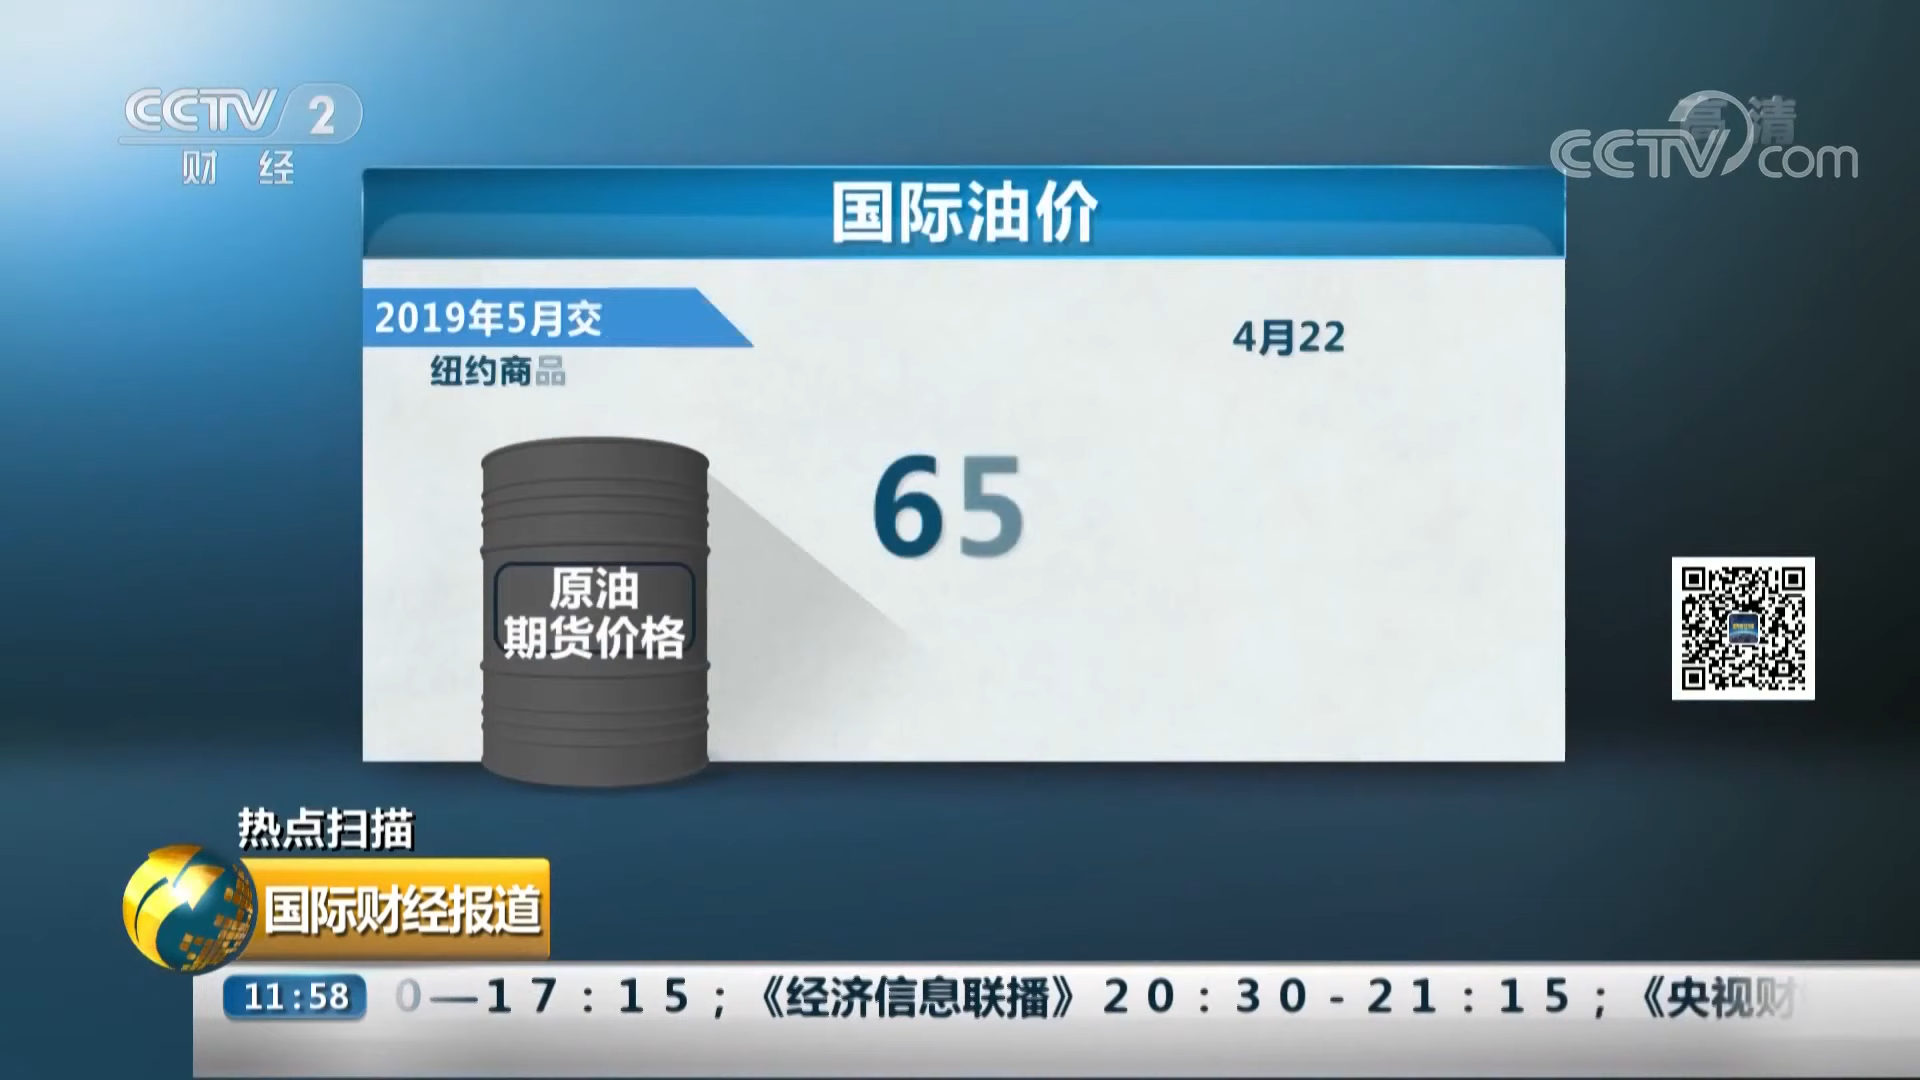 CCTV 2
财 经
高清
CCTV.com
国际油价
2019年5月交
4月22
纽约商品
65
原油
期货价格
热点扫描
国际财经报道
11:58
0—17:15;《经济信息联播》20:30-21:15;《央视财